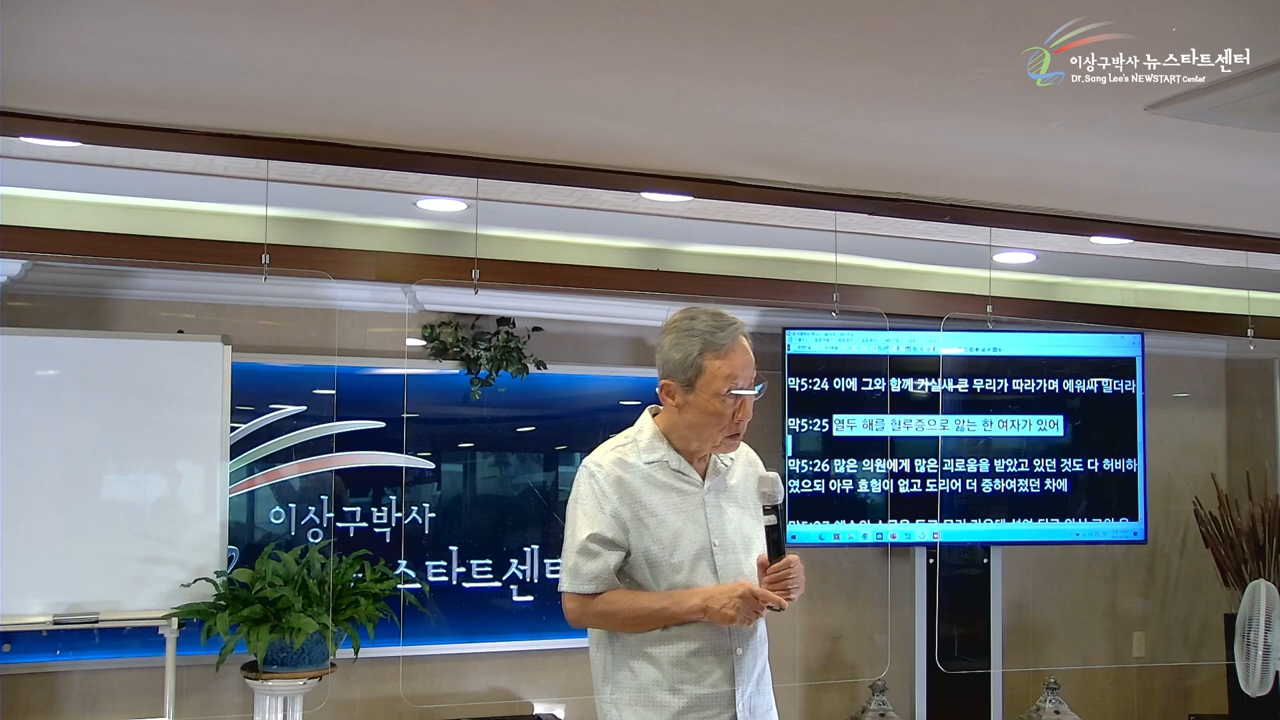 이상구박사 뉴스타트센터
Dr. Sang Lee's NEWSTART Center
막5:24 이에 그와 함께 가실새 큰 무리가 따라가며 에워싸 밀더라
막5:25 열두 해를 혈루증으로 앓는 한 여자가 있어
막5:26 많은 의원에게 많은 괴로움을 받았고 있던 것도 다 허비하
였으되 아무 효험이 없고 도리어 더 중하여졌던 차에
이상구박사
스타트센터